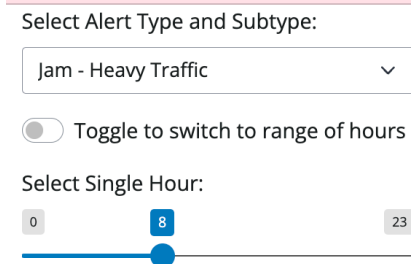 Select Alert Type and Subtype:
Jam - Heavy Traffic
Toggle to switch to range of hours
Select Single Hour:
0 8 23